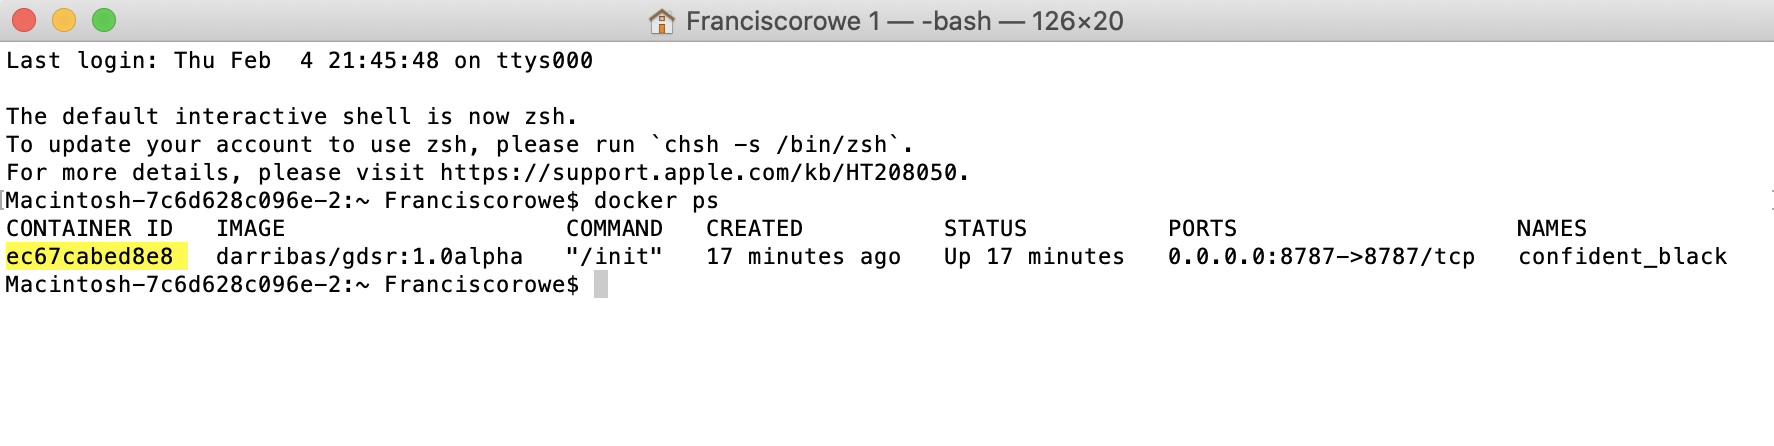 Franciscorowe 1 — -bash — 126×20
Last login: Thu Feb  4 21:45:48 on ttys000
The default interactive shell is now zsh.
To update your account to use zsh, please run `chsh -s /bin/zsh`.
For more details, please visit https://support.apple.com/kb/HT208050.
[Macintosh-7c6d628c096e-2:~ Franciscorowe$ docker ps
CONTAINER ID   IMAGE                    COMMAND   CREATED          STATUS          PORTS                    NAMES
ec67cabed8e8   darribas/gdsr:1.0alpha   "/init"   17 minutes ago   Up 17 minutes   0.0.0.0:8787->8787/tcp   confident_black
Macintosh-7c6d628c096e-2:~ Franciscorowe$